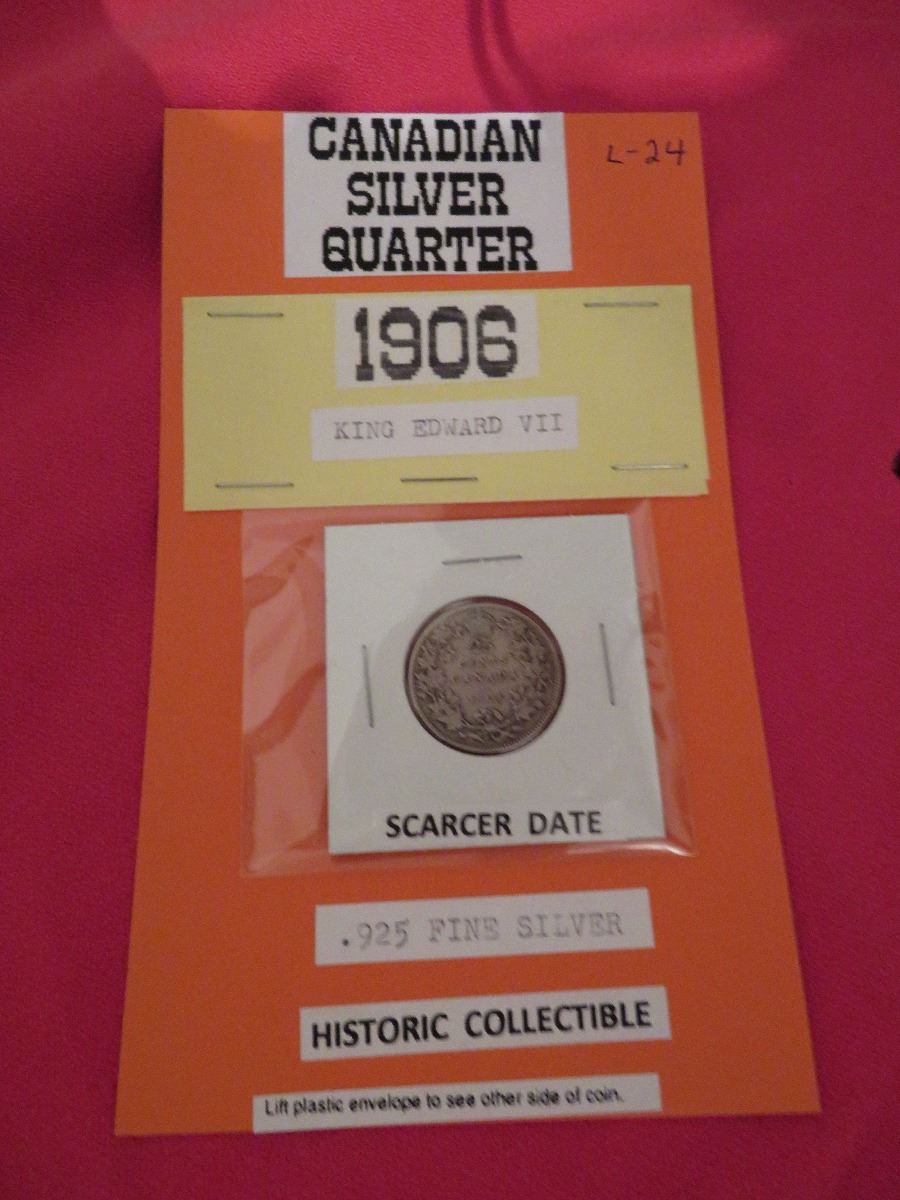 CANADIAN
SILVER
QUARTER
L-24
1906
KING EDWARD VII
SCARCER DATE
.925 FINE SILVER
HISTORIC COLLECTIBLE
Lift plastic envelope to see other side of coin.